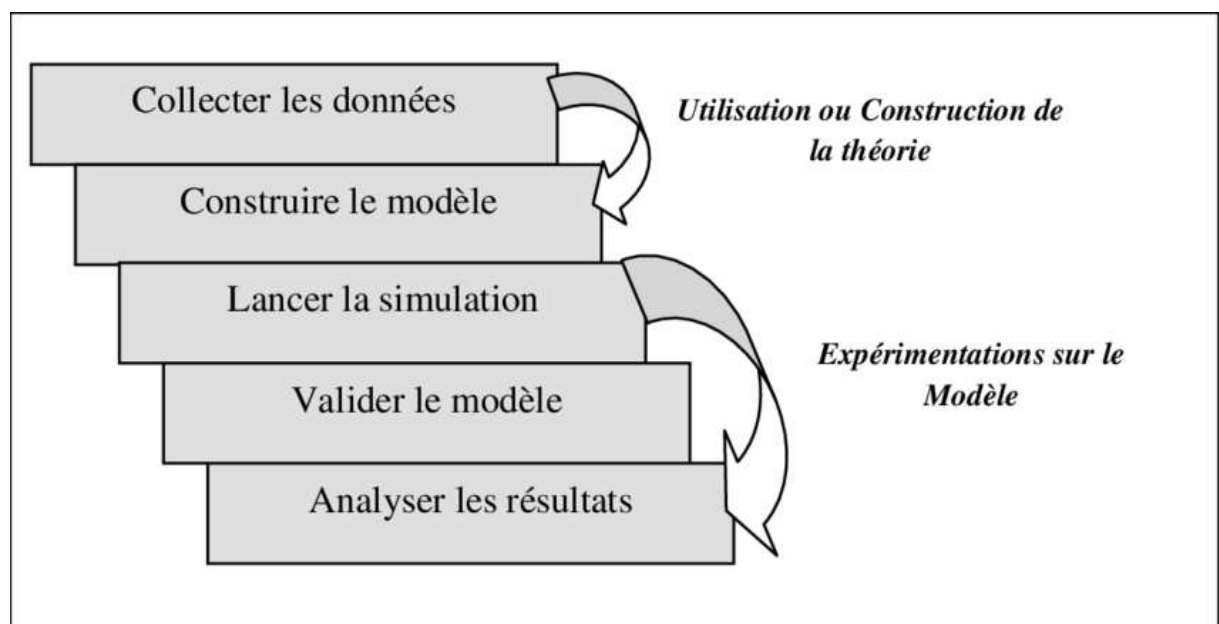 Collecter les données
Utilisation ou Construction de
la théorie
Construire le modèle
Lancer la simulation
Expérimentations sur le
Modèle
Valider le modèle
Analyser les résultats